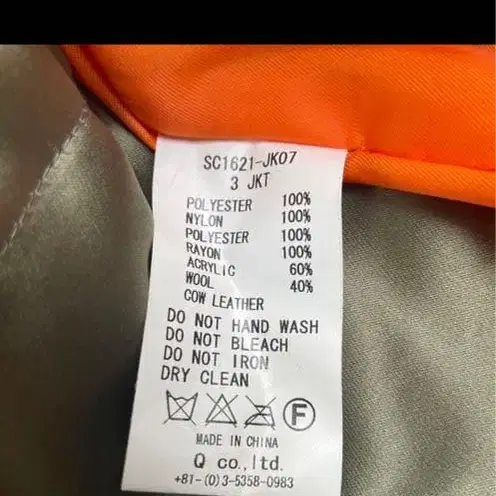 SC1621-JK07
3 JKT
POLYESTER 100%
NYLON 100%
POLYESTER 100%
RAYON 100%
ACRYLIC 60%
WOOL 40%
COW LEATHER
DO NOT HAND WASH
DO NOT BLEACH
DO NOT IRON
DRY CLEAN
F
MADE IN CHINA
Q co.,ltd.
+81-(0)3-5358-0983